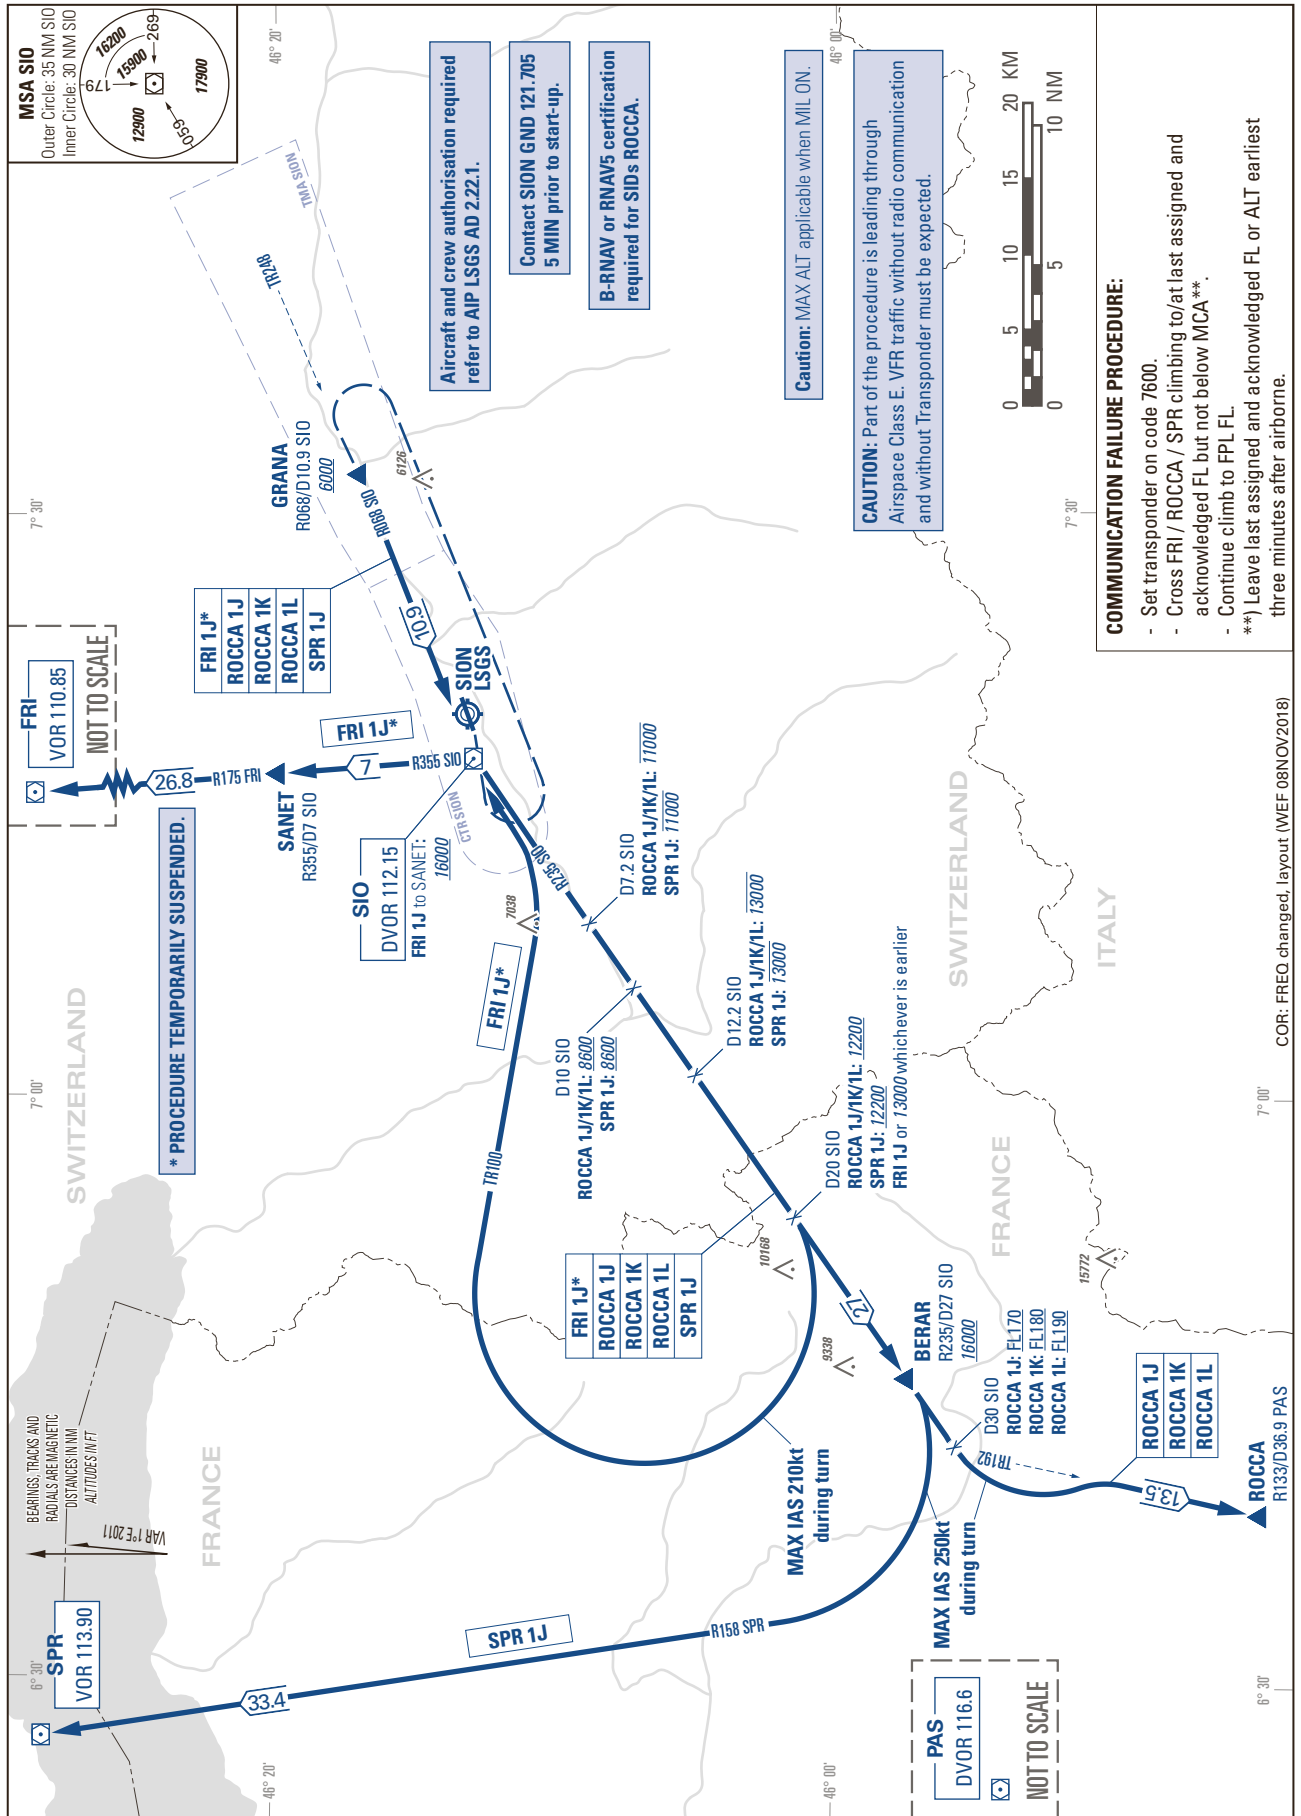 MSA SIO
Outer Circle: 35 NM SIO
Inner Circle: 30 NM SIO
16200
15900
12900
17900
179
269
059
BEARINGS, TRACKS AND
RADIALS ARE MAGNETIC
DISTANCES IN NM
ALTITUDES IN FT
VAR 1°E 2011
SPR
VOR 113.90
6° 30'
7° 00'
7° 30'
46° 20'
46° 00'
SWITZERLAND
FRANCE
* PROCEDURE TEMPORARILY SUSPENDED.
FRI
VOR 110.85
NOT TO SCALE
26.8
R175 FRI
SANET
R355/D7 SIO
7
R355 SIO
FRI 1J*
SIO
DVOR 112.15
FRI 1J to SANET:
16000
FRI 1J*
ROCCA 1J
ROCCA 1K
ROCCA 1L
SPR 1J
GRANA
R068/D10.9 SIO
6000
R068 SIO
10.9
TR248
TMA SION
CTR SION
SION
LSGS
6126
7038
Aircraft and crew authorisation required
refer to AIP LSGS AD 2.22.1.
Contact SION GND 121.705
5 MIN prior to start-up.
B-RNAV or RNAV5 certification
required for SIDs ROCCA.
Caution: MAX ALT applicable when MIL ON.
CAUTION: Part of the procedure is leading through
Airspace Class E. VFR traffic without radio communication
and without Transponder must be expected.
R235 SIO
D7.2 SIO
ROCCA 1J/1K/1L: 11000
SPR 1J: 11000
D10 SIO
ROCCA 1J/1K/1L: 8600
SPR 1J: 8600
D12.2 SIO
ROCCA 1J/1K/1L: 13000
SPR 1J: 13000
D20 SIO
ROCCA 1J/1K/1L: 12200
SPR 1J: 12200
FRI 1J or 13000 whichever is earlier
FRI 1J*
TR100
FRI 1J*
ROCCA 1J
ROCCA 1K
ROCCA 1L
SPR 1J
10168
9338
15772
27
BERAR
R235/D27 SIO
16000
D30 SIO
ROCCA 1J: FL170
ROCCA 1K: FL180
ROCCA 1L: FL190
MAX IAS 210kt
during turn
MAX IAS 250kt
during turn
TR192
13.5
ROCCA 1J
ROCCA 1K
ROCCA 1L
ROCCA
R133/D36.9 PAS
SPR 1J
R158 SPR
33.4
PAS
DVOR 116.6
NOT TO SCALE
SWITZERLAND
ITALY
FRANCE
0 5 10 15 20 KM
0 5 10 NM
46° 20'
46° 00'
6° 30'
7° 00'
7° 30'
COMMUNICATION FAILURE PROCEDURE:
- Set transponder on code 7600.
- Cross FRI / ROCCA / SPR climbing to/at last assigned and
acknowledged FL but not below MCA**.
- Continue climb to FPL FL.
**) Leave last assigned and acknowledged FL or ALT earliest
three minutes after airborne.
COR: FREQ changed, layout (WEF 08NOV2018)